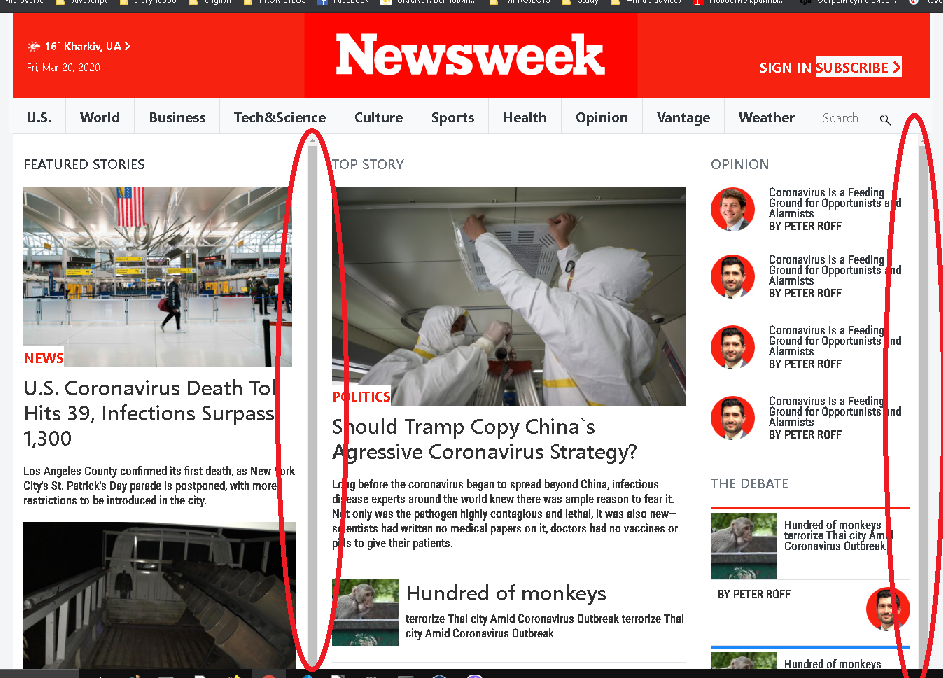 16° Kharkiv, UA >
Fri, Mar 20, 2020
Newsweek
SIGN IN SUBSCRIBE >
U.S. World Business Tech&Science Culture Sports Health Opinion Vantage Weather Search
FEATURED STORIES
NEWS
U.S. Coronavirus Death Tol
Hits 39, Infections Surpass
1,300
Los Angeles County confirmed its first death, as New York
City's St. Patrick's Day parade is postponed, with more
restrictions to be introduced in the city.
TOP STORY
POLITICS
Should Tramp Copy China`s
Agressive Coronavirus Strategy?
Long before the coronavirus began to spread beyond China, infectious
disease experts around the world knew there was ample reason to fear it.
Not only was the pathogen highly contagious and lethal, it was also new—
scientists had written no medical papers on it, doctors had no vaccines or
pills to give their patients.
Hundred of monkeys
terrorize Thai city Amid Coronavirus Outbreak terrorize Thai
city Amid Coronavirus Outbreak
OPINION
Coronavirus Is a Feeding
Ground for Opportunists and
Alarmists
BY PETER ROFF
Coronavirus Is a Feeding
Ground for Opportunists and
Alarmists
BY PETER ROFF
Coronavirus Is a Feeding
Ground for Opportunists and
Alarmists
BY PETER ROFF
Coronavirus Is a Feeding
Ground for Opportunists and
Alarmists
BY PETER ROFF
THE DEBATE
Hundred of monkeys
terrorize Thai city Amid
Coronavirus Outbreak
BY PETER ROFF
Hundred of monkeys